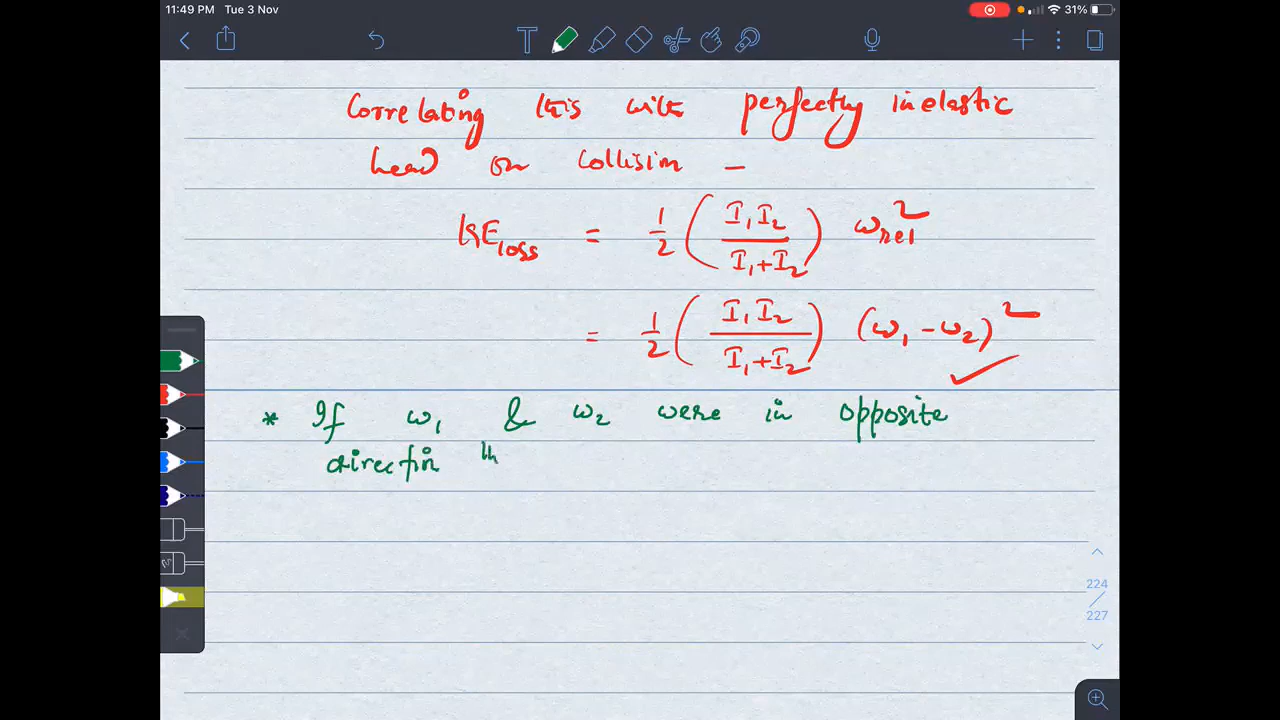 11:49 PM Tue 3 Nov 31%
Correlating this with perfectly inelastic
head on collision –
KE_loss = 1/2 (I₁I₂ / I₁+I₂) ω_rel²
= 1/2 (I₁I₂ / I₁+I₂) (ω₁ - ω₂)²
* If ω₁ & ω₂ were in opposite
direction th
224
227